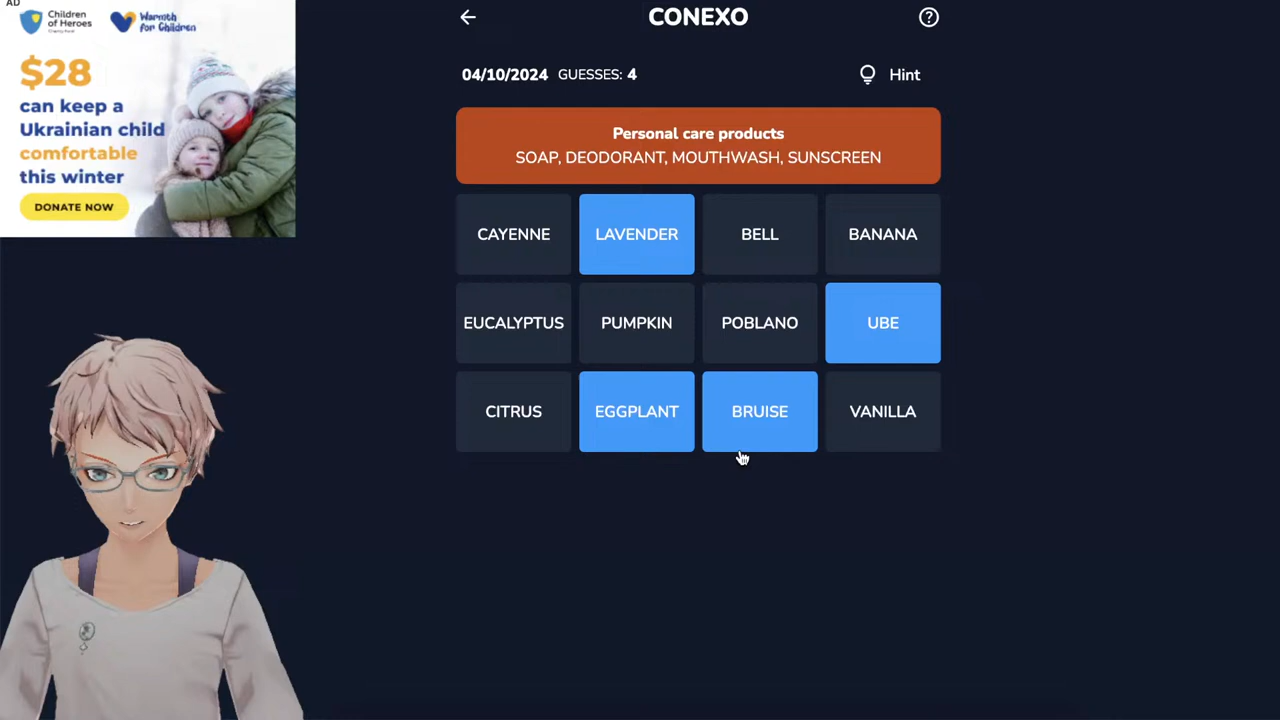 AD
Children of Heroes
Charity Fund
Warmth for Children
$28
can keep a
Ukrainian child
comfortable
this winter
DONATE NOW
CONEXO
04/10/2024 GUESSES: 4
Hint
Personal care products
SOAP, DEODORANT, MOUTHWASH, SUNSCREEN
CAYENNE LAVENDER BELL BANANA
EUCALYPTUS PUMPKIN POBLANO UBE
CITRUS EGGPLANT BRUISE VANILLA